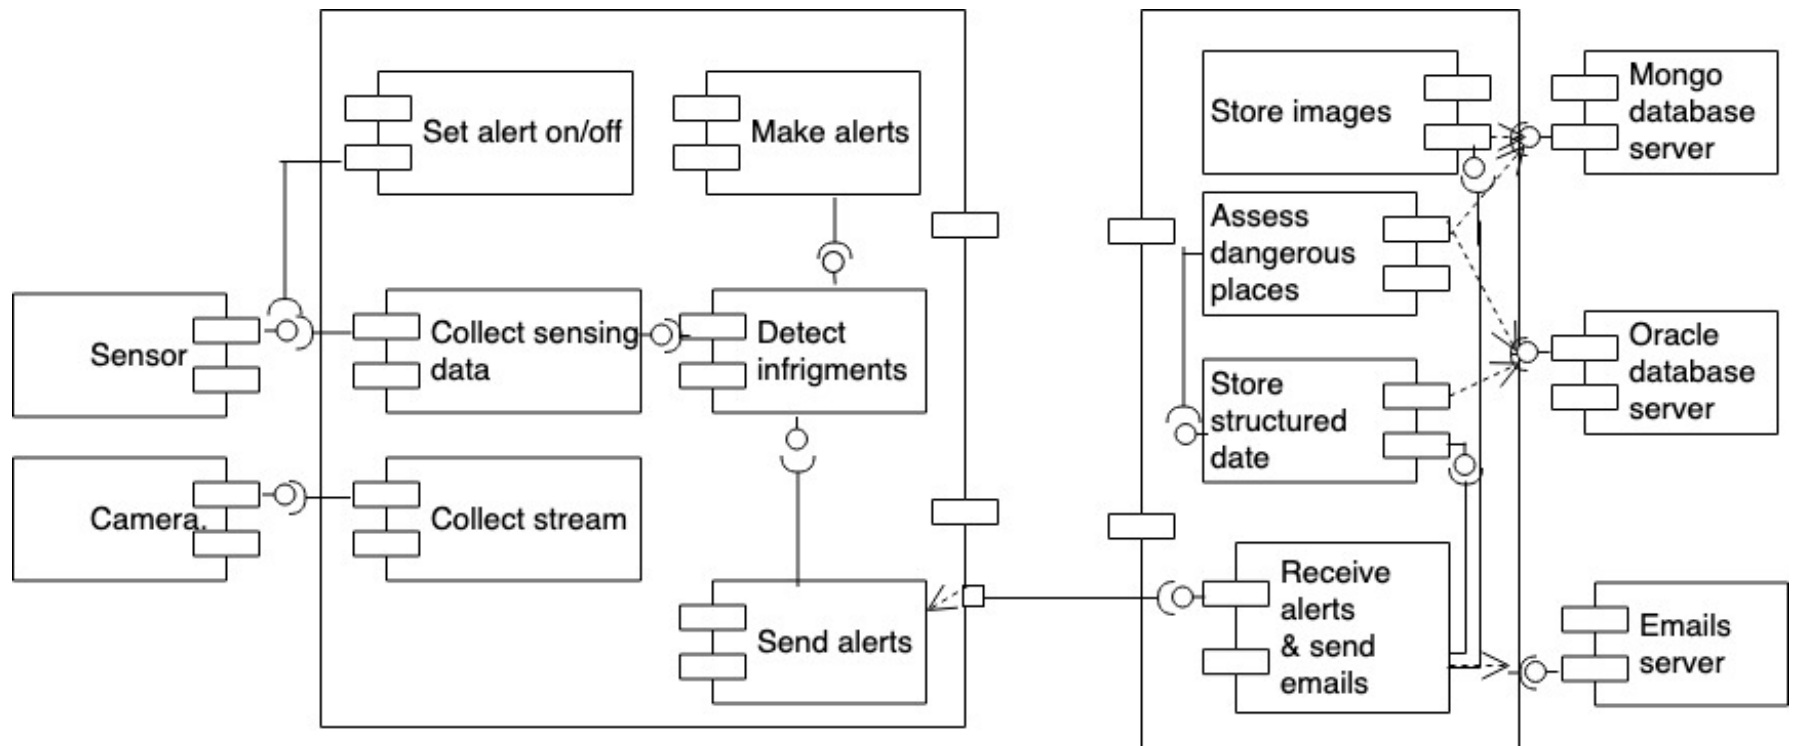 Set alert on/off
Make alerts
Sensor
Collect sensing
data
Detect
infrigments
Camera.
Collect stream
Send alerts
Store images
Mongo
database
server
Assess
dangerous
places
Oracle
database
server
Store
structured
date
Receive
alerts
& send
emails
Emails
server